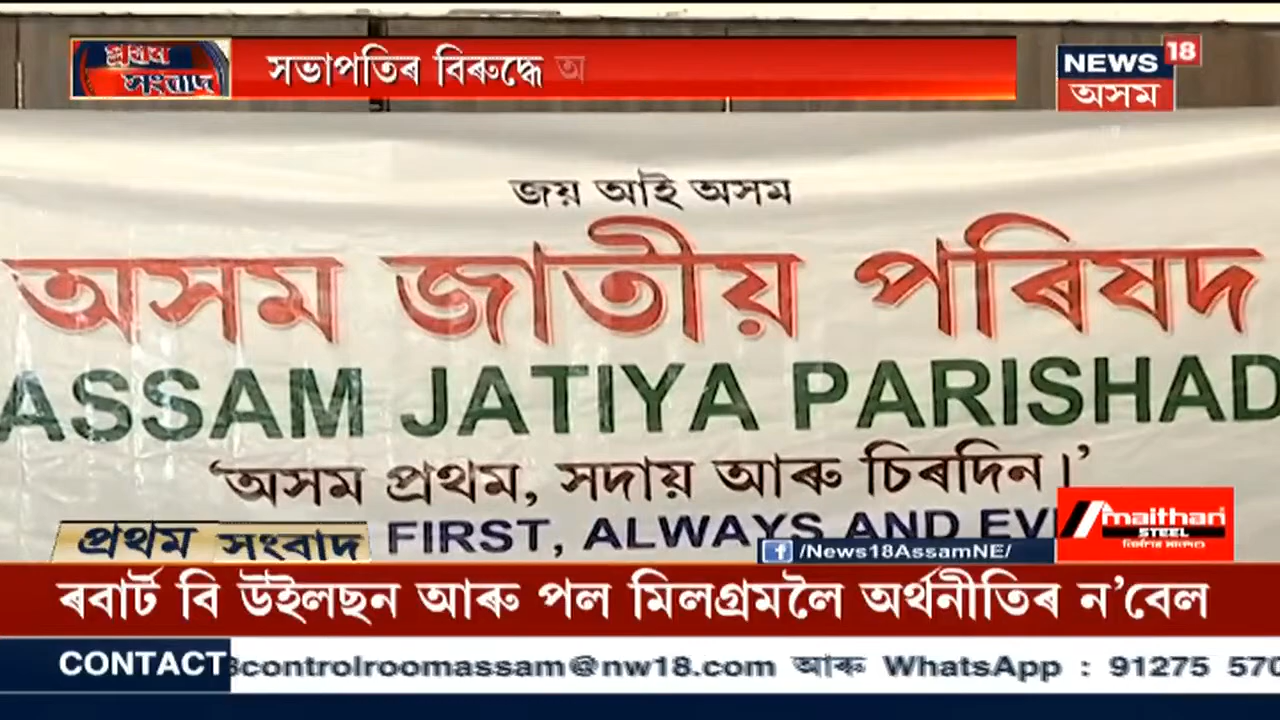 প্ৰথম সংবাদ
সভাপতিৰ বিৰুদ্ধে অ
NEWS 18
অসম
জয় আই অসম
অসম জাতীয় পৰিষদ
ASSAM JATIYA PARISHAD
‘অসম প্ৰথম, সদায় আৰু চিৰদিন।’
FIRST, ALWAYS AND EV
প্ৰথম সংবাদ
/News18AssamNE/
maithan
STEEL
ৰবাৰ্ট বি উইলছন আৰু পল মিলগ্ৰমলৈ অৰ্থনীতিৰ ন’বেল
CONTACT 8controlroomassam@nw18.com আৰু WhatsApp : 91275 570